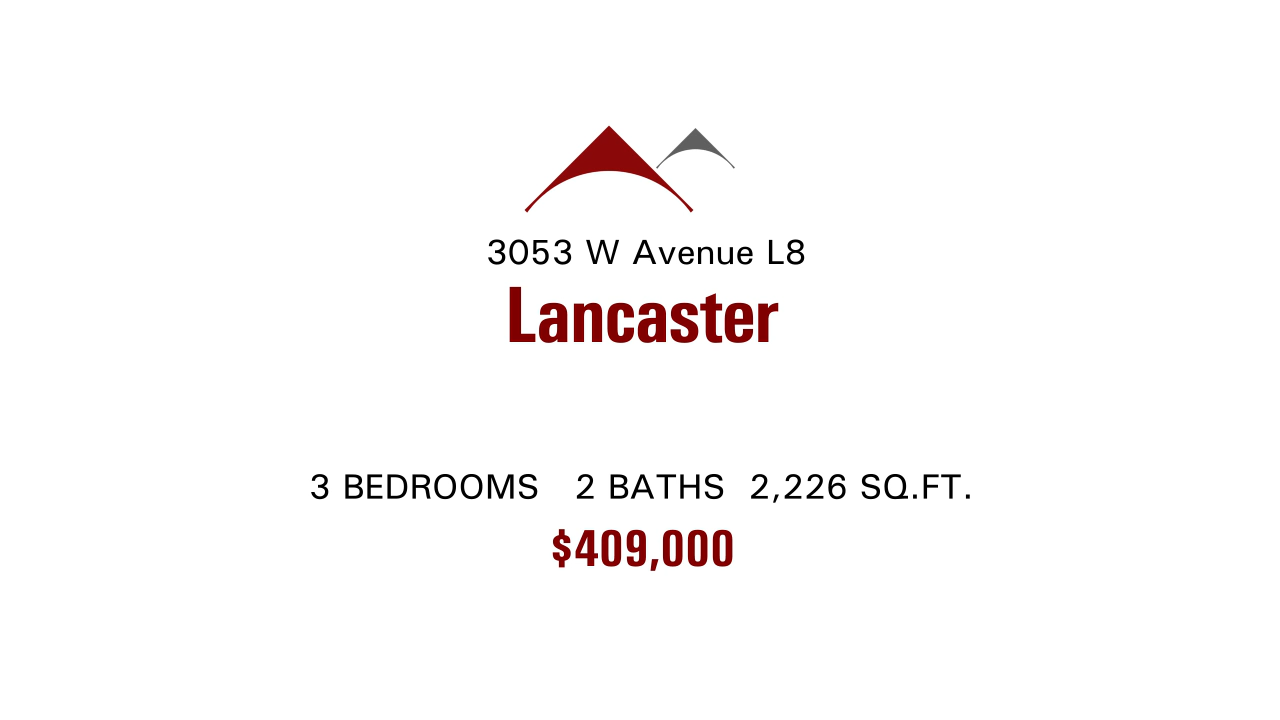 3053 W Avenue L8
Lancaster
3 BEDROOMS 2 BATHS 2,226 SQ.FT.
$409,000